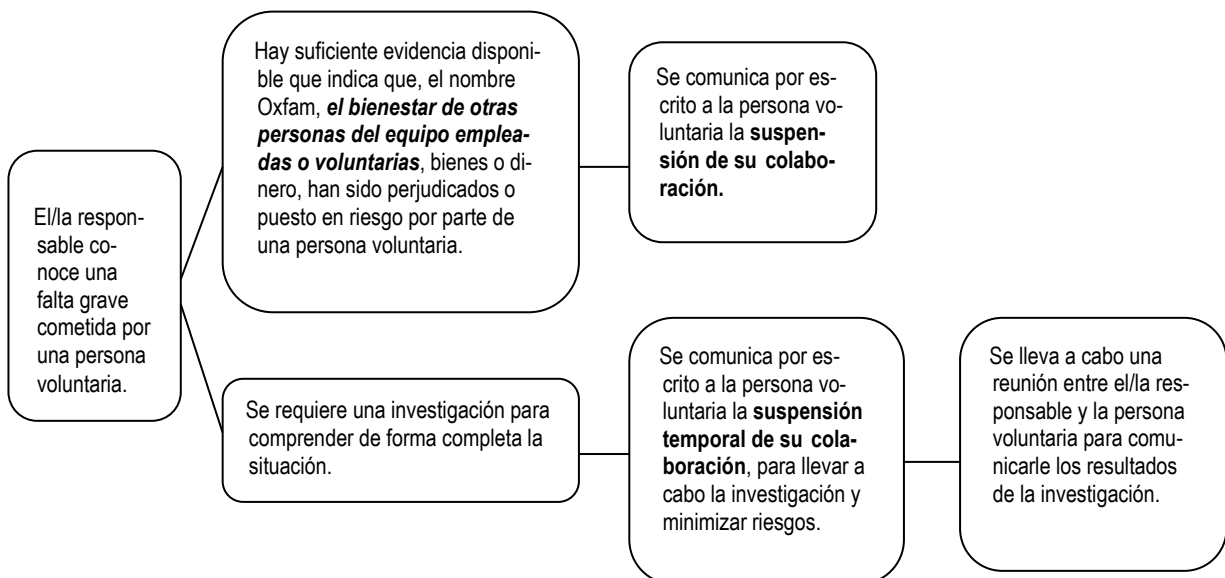 El/la respon-
sable co-
noce una
falta grave
cometida por
una persona
voluntaria.
Hay suficiente evidencia disponi-
ble que indica que, el nombre
Oxfam, el bienestar de otras
personas del equipo emplea-
das o voluntarias, bienes o di-
nero, han sido perjudicados o
puesto en riesgo por parte de
una persona voluntaria.
Se comunica por es-
crito a la persona vo-
luntaria la suspen-
sión de su colabo-
ración.
Se requiere una investigación para
comprender de forma completa la
situación.
Se comunica por es-
crito a la persona vo-
luntaria la suspensión
temporal de su cola-
boración, para llevar a
cabo la investigación y
minimizar riesgos.
Se lleva a cabo una
reunión entre el/la res-
ponsable y la persona
voluntaria para comu-
nicarle los resultados
de la investigación.